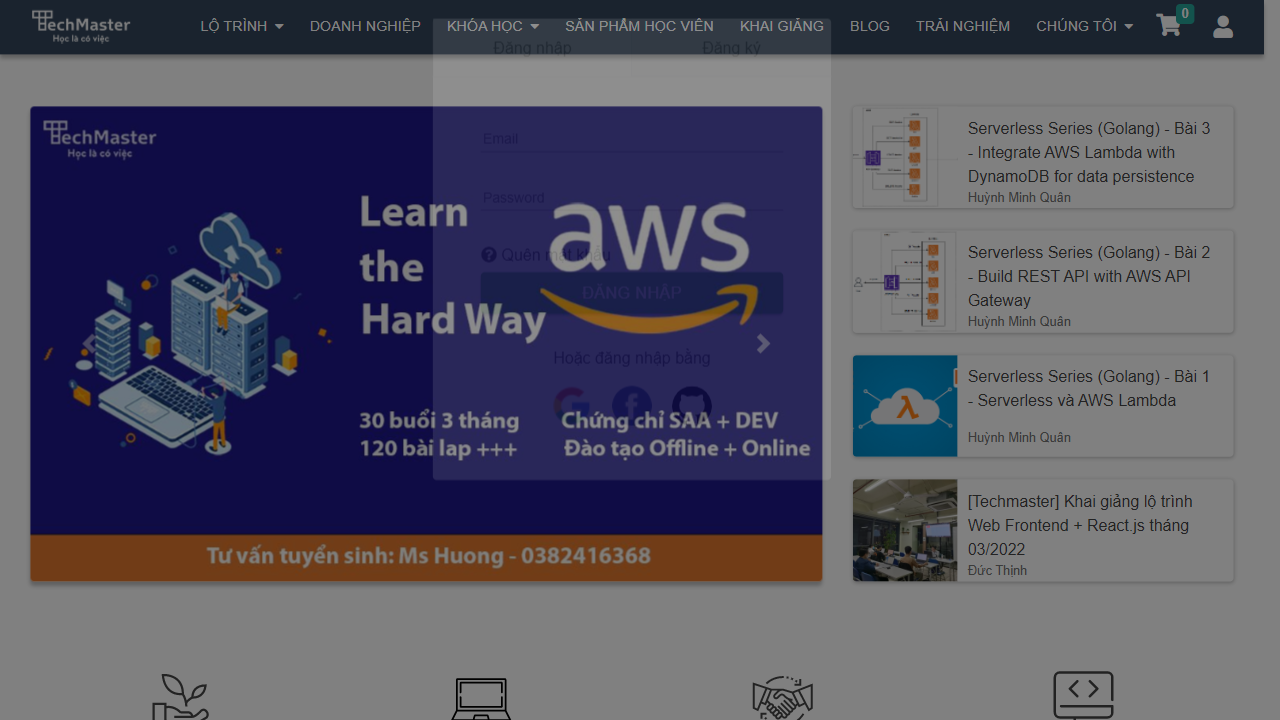 TechMaster
Học là có việc
LỘ TRÌNH
DOANH NGHIỆP
KHÓA HỌC
SẢN PHẨM HỌC VIÊN
KHAI GIẢNG
BLOG
TRẢI NGHIỆM
CHÚNG TÔI
0
Đăng nhập
Đăng ký
Email
Password
Quên mật khẩu
ĐĂNG NHẬP
Hoặc đăng nhập bằng
TechMaster
Học là có việc
Learn
the
Hard Way
aws
30 buổi 3 tháng
120 bài lap +++
Chứng chỉ SAA + DEV
Đào tạo Offline + Online
Tư vấn tuyển sinh: Ms Huong - 0382416368
Serverless Series (Golang) - Bài 3
- Integrate AWS Lambda with
DynamoDB for data persistence
Huỳnh Minh Quân
Serverless Series (Golang) - Bài 2
- Build REST API with AWS API
Gateway
Huỳnh Minh Quân
Serverless Series (Golang) - Bài 1
- Serverless và AWS Lambda
Huỳnh Minh Quân
[Techmaster] Khai giảng lộ trình
Web Frontend + React.js tháng
03/2022
Đức Thịnh